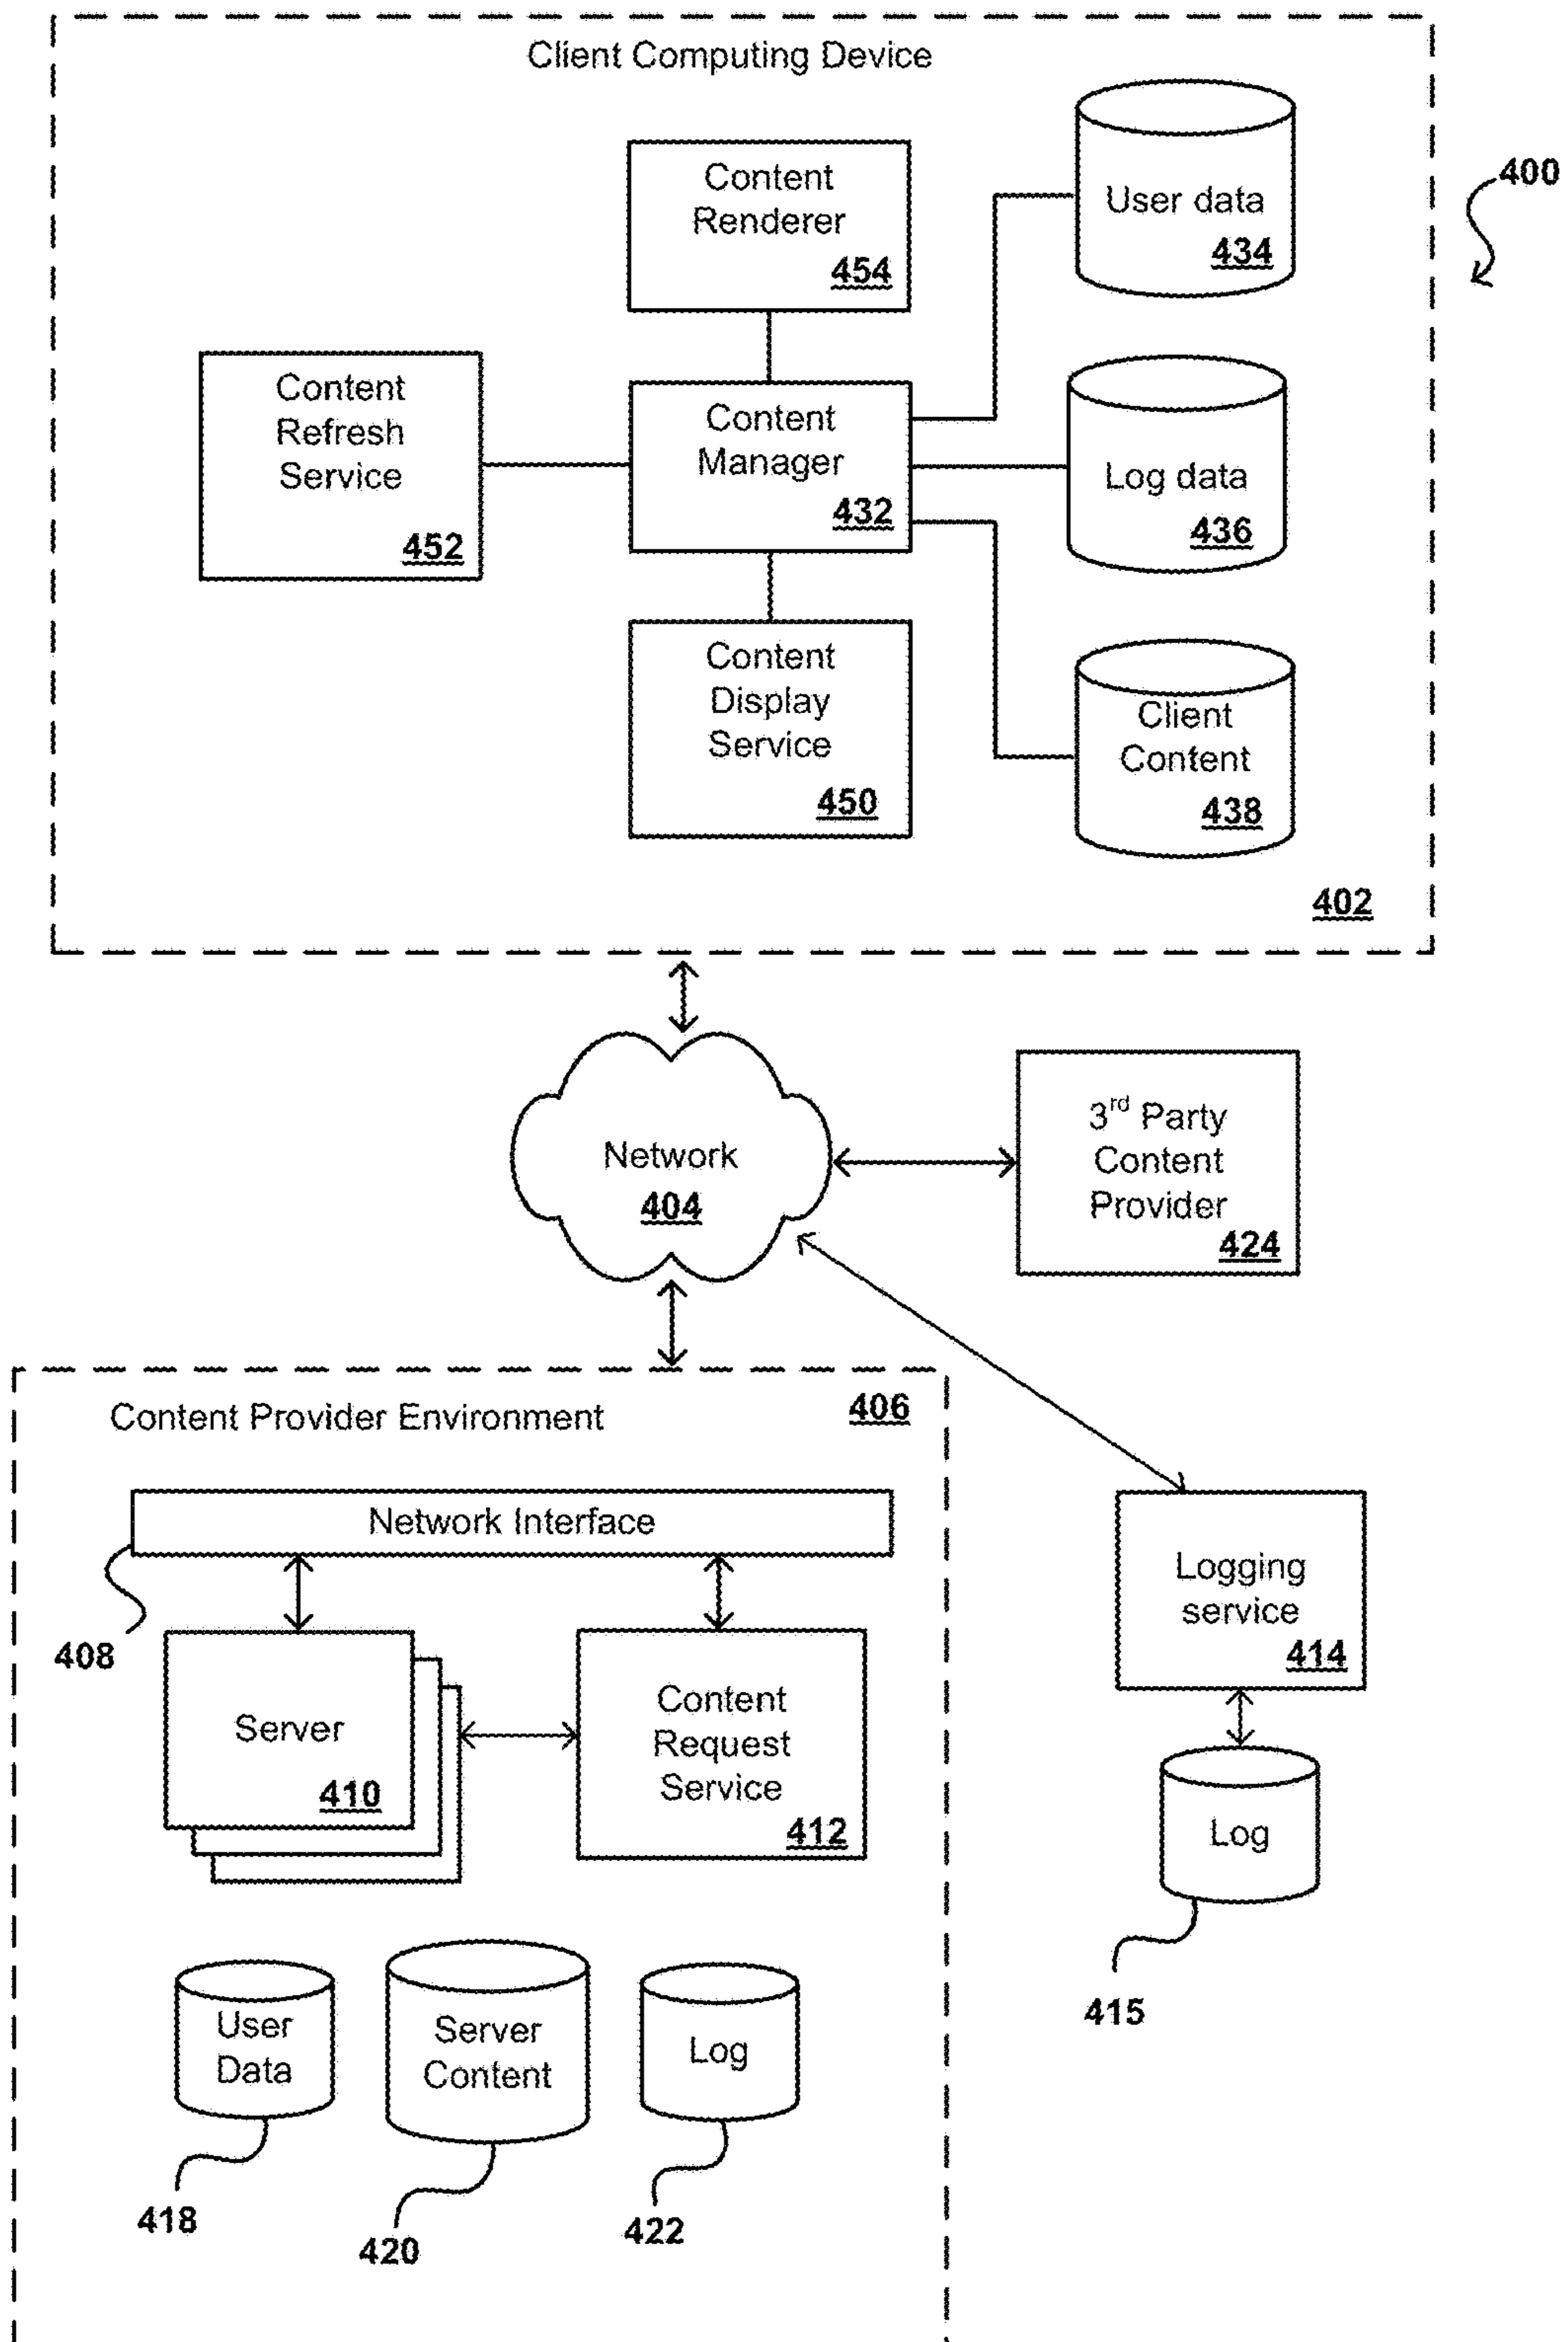 Client Computing Device
Content
Renderer
454
User data
434
400
Content
Refresh
Service
452
Content
Manager
432
Log data
436
Content
Display
Service
450
Client
Content
438
402
Network
404
3rd Party
Content
Provider
424
Content Provider Environment
406
Network Interface
408
Server
410
Content
Request
Service
412
Logging
service
414
Log
415
User
Data
418
Server
Content
420
Log
422